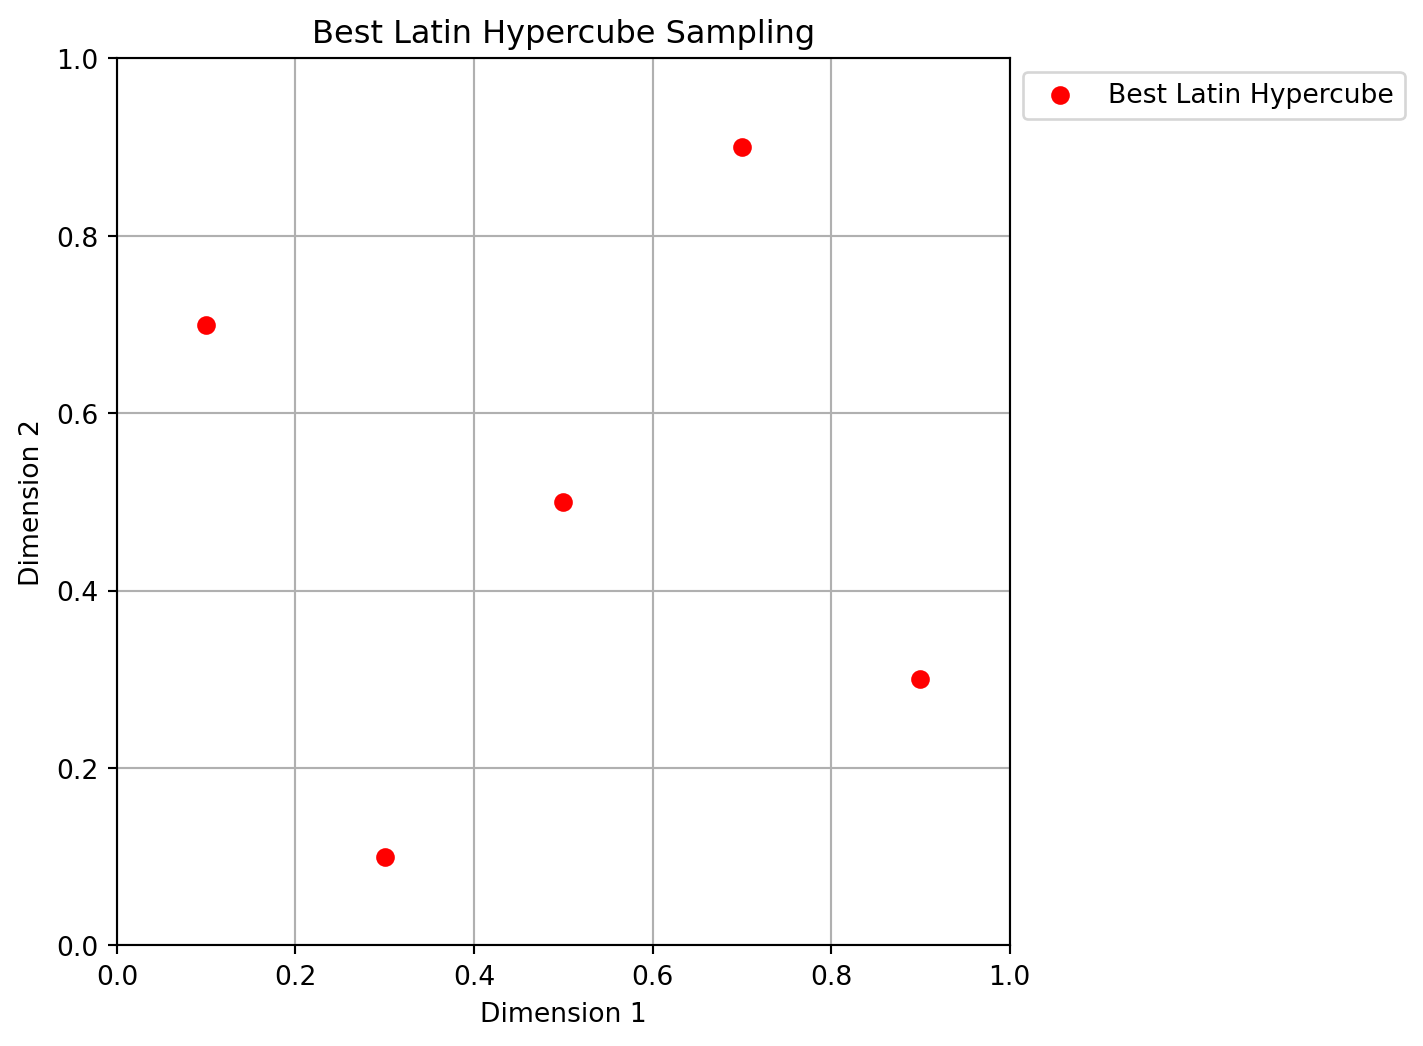 Best Latin Hypercube Sampling
Best Latin Hypercube
1.0
0.8
0.6
0.4
0.2
0.0
Dimension 2
0.0 0.2 0.4 0.6 0.8 1.0
Dimension 1